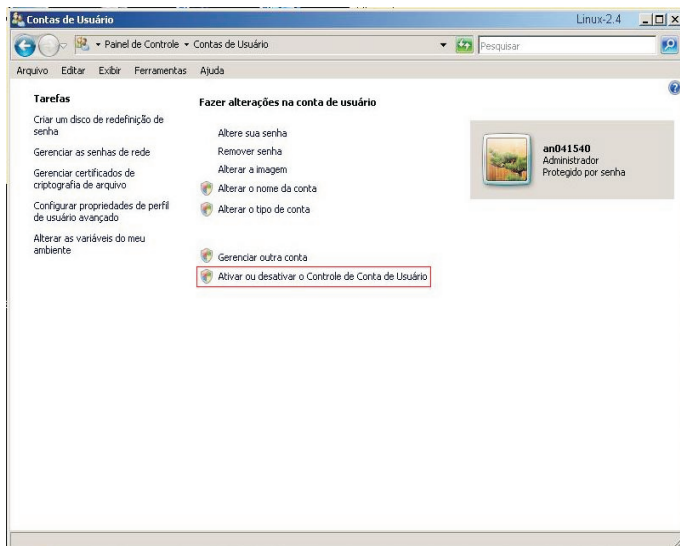 Contas de Usuário
Linux-2.4
Painel de Controle
Contas de Usuário
Pesquisar
Arquivo Editar Exibir Ferramentas Ajuda
Tarefas
Criar um disco de redefinição de
senha
Gerenciar as senhas de rede
Gerenciar certificados de
criptografia de arquivo
Configurar propriedades de perfil
de usuário avançado
Alterar as variáveis do meu
ambiente
Fazer alterações na conta de usuário
Altere sua senha
Remover senha
Alterar a imagem
Alterar o nome da conta
Alterar o tipo de conta
Gerenciar outra conta
Ativar ou desativar o Controle de Conta de Usuário
an041540
Administrador
Protegido por senha